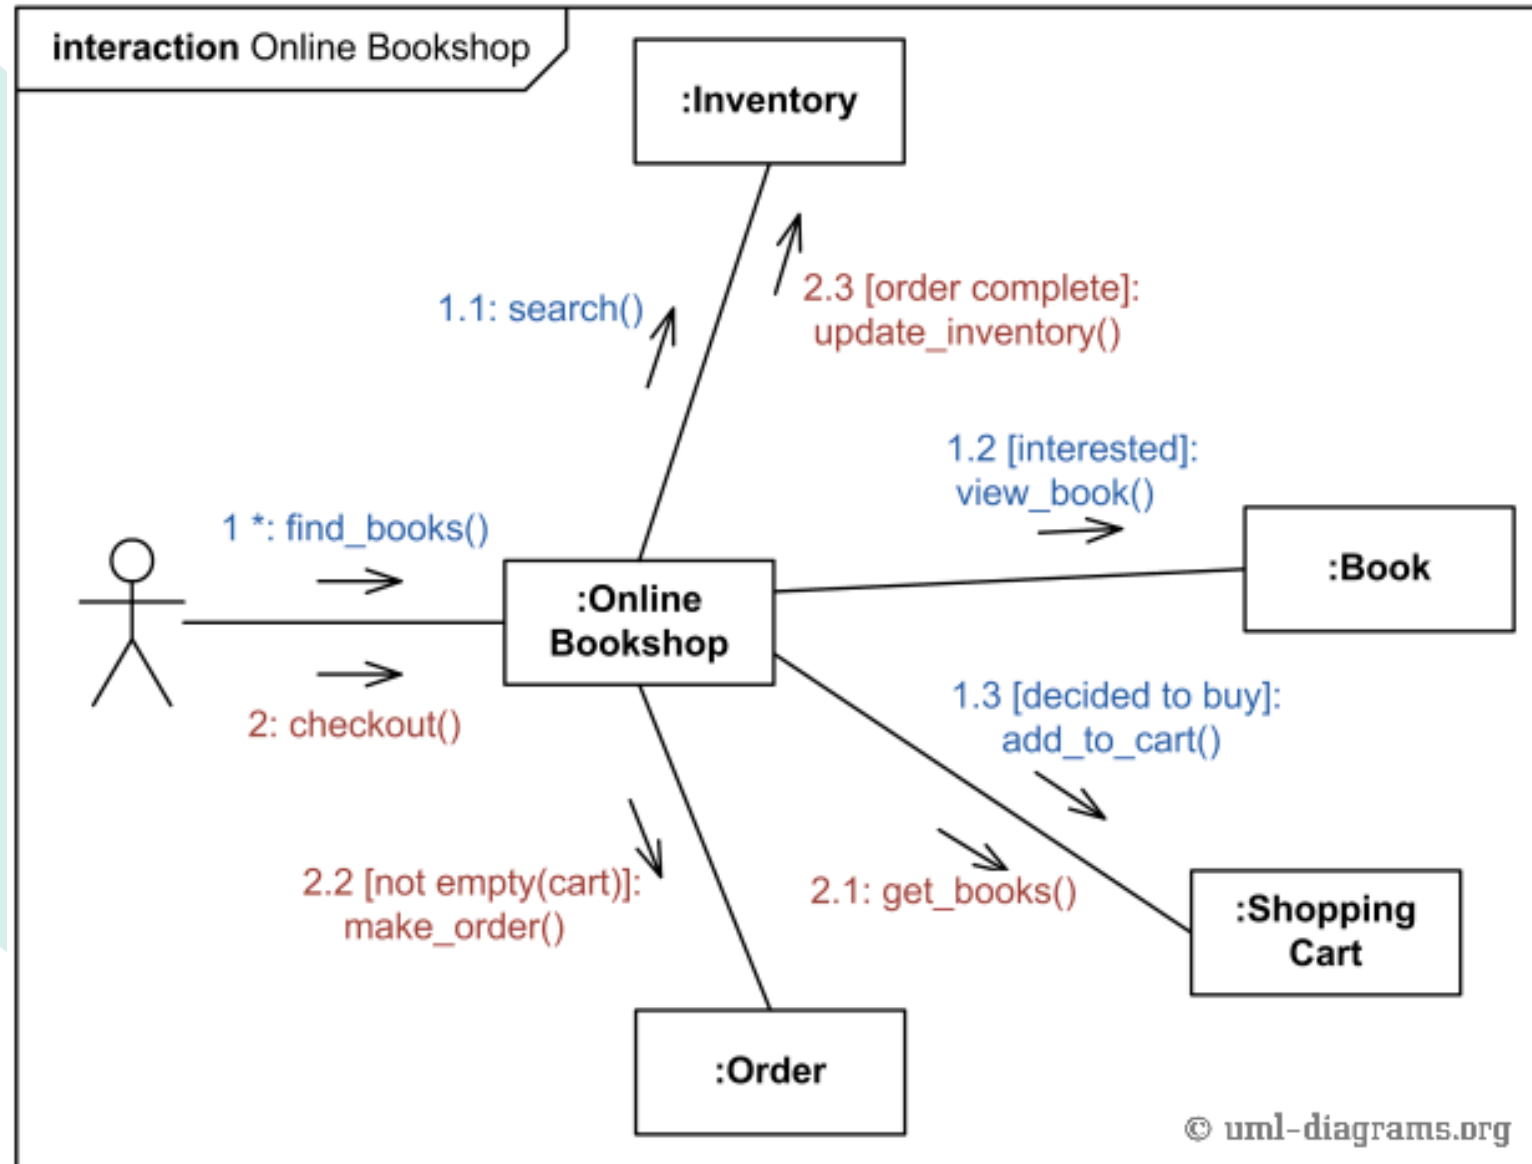 interaction Online Bookshop
:Inventory
1.1: search()
2.3 [order complete]:
update_inventory()
1.2 [interested]:
view_book()
1 *: find_books()
:Book
:Online
Bookshop
1.3 [decided to buy]:
add_to_cart()
2: checkout()
2.2 [not empty(cart)]:
make_order()
2.1: get_books()
:Shopping
Cart
:Order
© uml-diagrams.org